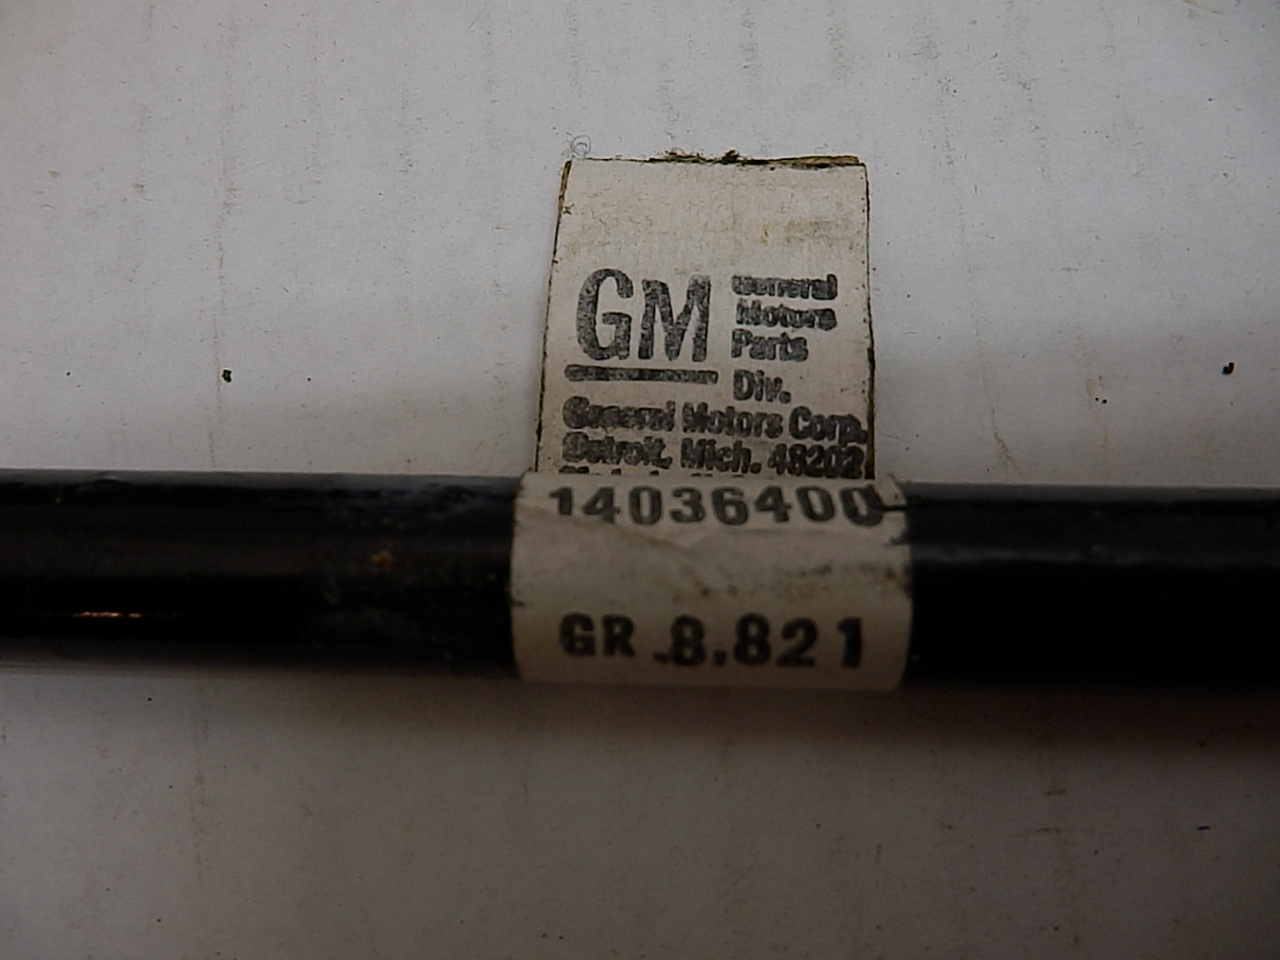 GM
General
Motors
Parts
Div.
General Motors Corp.
Detroit, Mich. 48202
14036400
GR 8.821